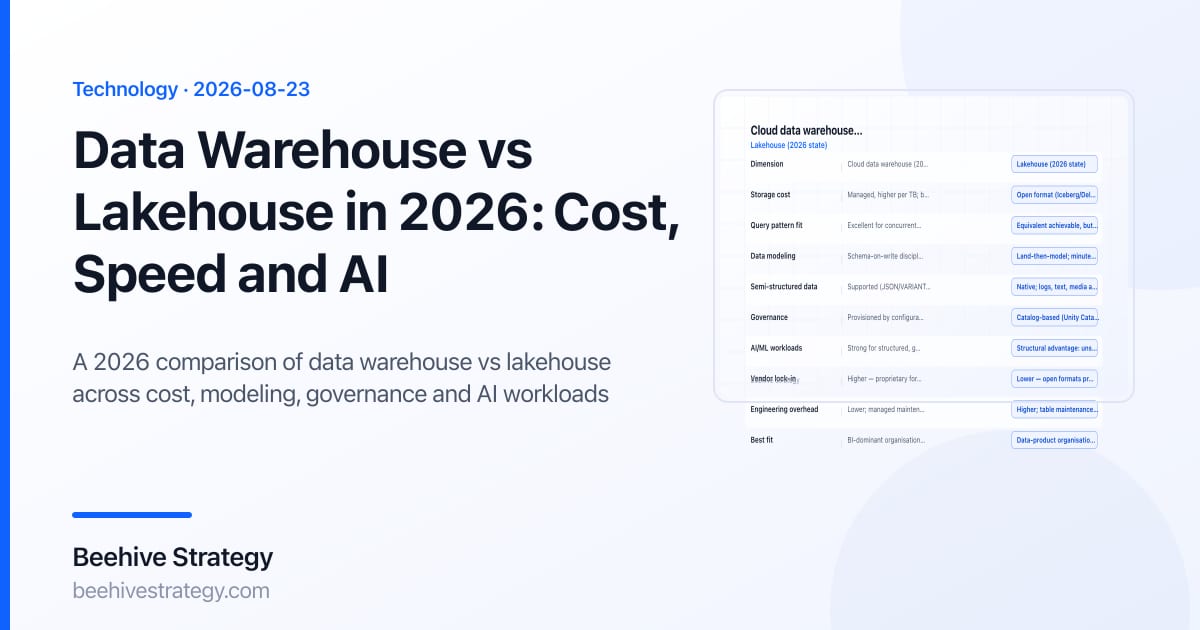 Technology · 2026-08-23
Data Warehouse vs
Lakehouse in 2026: Cost,
Speed and AI
A 2026 comparison of data warehouse vs lakehouse
across cost, modeling, governance and AI workloads
Beehive Strategy
beehivestrategy.com
Cloud data warehouse...
Lakehouse (2026 state)
Dimension Cloud data warehouse (20... Lakehouse (2026 state)
Storage cost Managed, higher per TB; b... Open format (Iceberg/Del...
Query pattern fit Excellent for concurrent... Equivalent achievable, but...
Data modeling Schema-on-write discipl... Land-then-model; minute...
Semi-structured data Supported (JSON/VARIANT... Native; logs, text, media a...
Governance Provisioned by configura... Catalog-based (Unity Cata...
AI/ML workloads Strong for structured, g... Structural advantage: uns...
Vendor lock-in Higher — proprietary for... Lower — open formats pr...
Engineering overhead Lower; managed mainten... Higher; table maintenance...
Best fit BI-dominant organisation... Data-product organisatio...